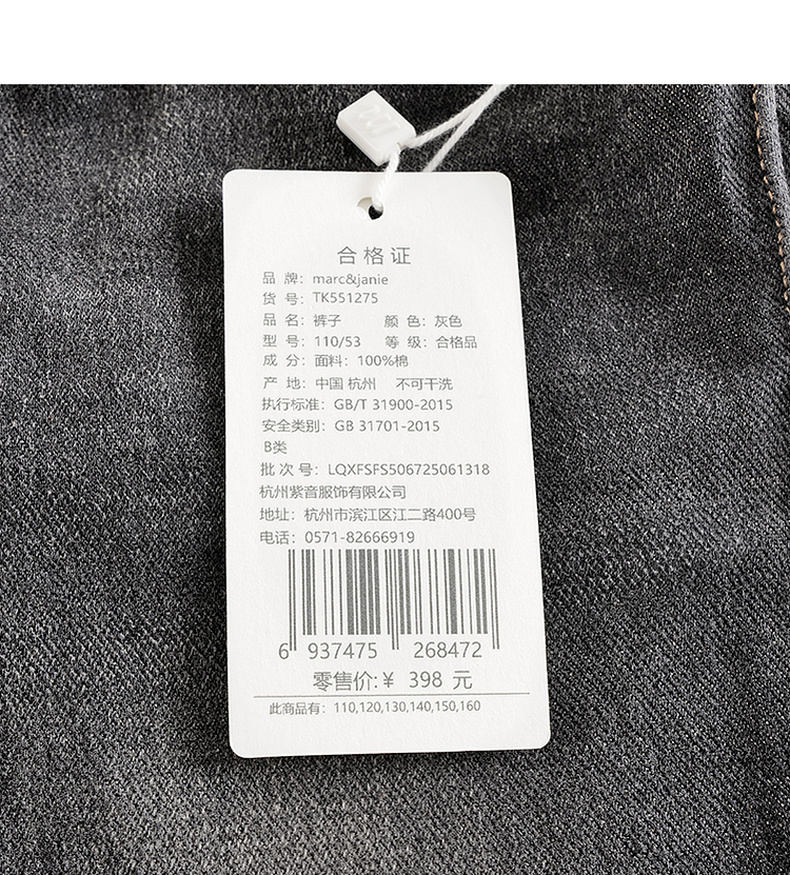 合格证
品 牌：marc&janie
货 号：TK551275
品 名：裤子 颜 色：灰色
型 号：110/53 等 级：合格品
成 分：面料：100%棉
产 地：中国 杭州 不可干洗
执行标准：GB/T 31900-2015
安全类别：GB 31701-2015
B类
批 次 号：LQXFSFS506725061318
杭州紫音服饰有限公司
地址：杭州市滨江区江二路400号
电话：0571-82666919
6 937475 268472
零售价:¥ 398 元
此商品有：110,120,130,140,150,160